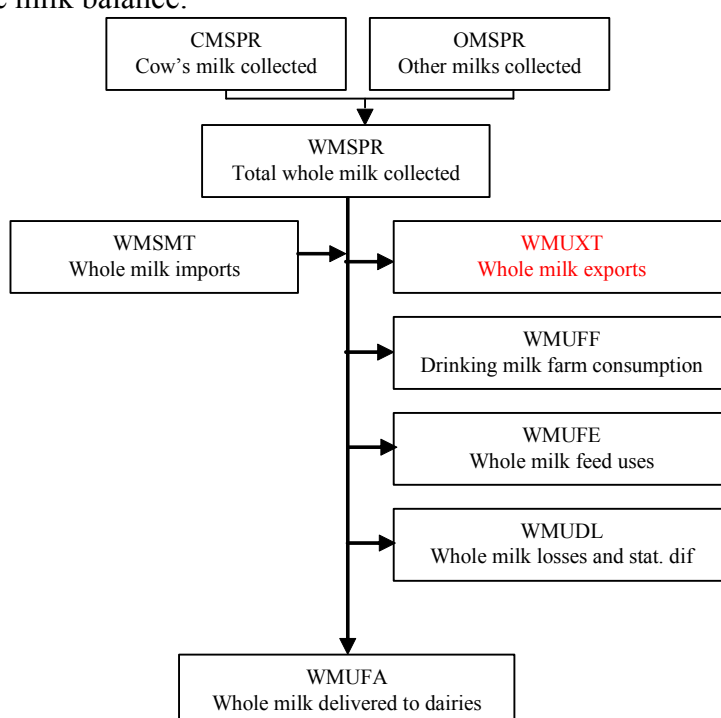 milk balance.
CMSPR
Cow's milk collected
OMSPR
Other milks collected
WMSPR
Total whole milk collected
WMSMT
Whole milk imports
WMUXT
Whole milk exports
WMUFF
Drinking milk farm consumption
WMUFE
Whole milk feed uses
WMUDL
Whole milk losses and stat. dif
WMUFA
Whole milk delivered to dairies